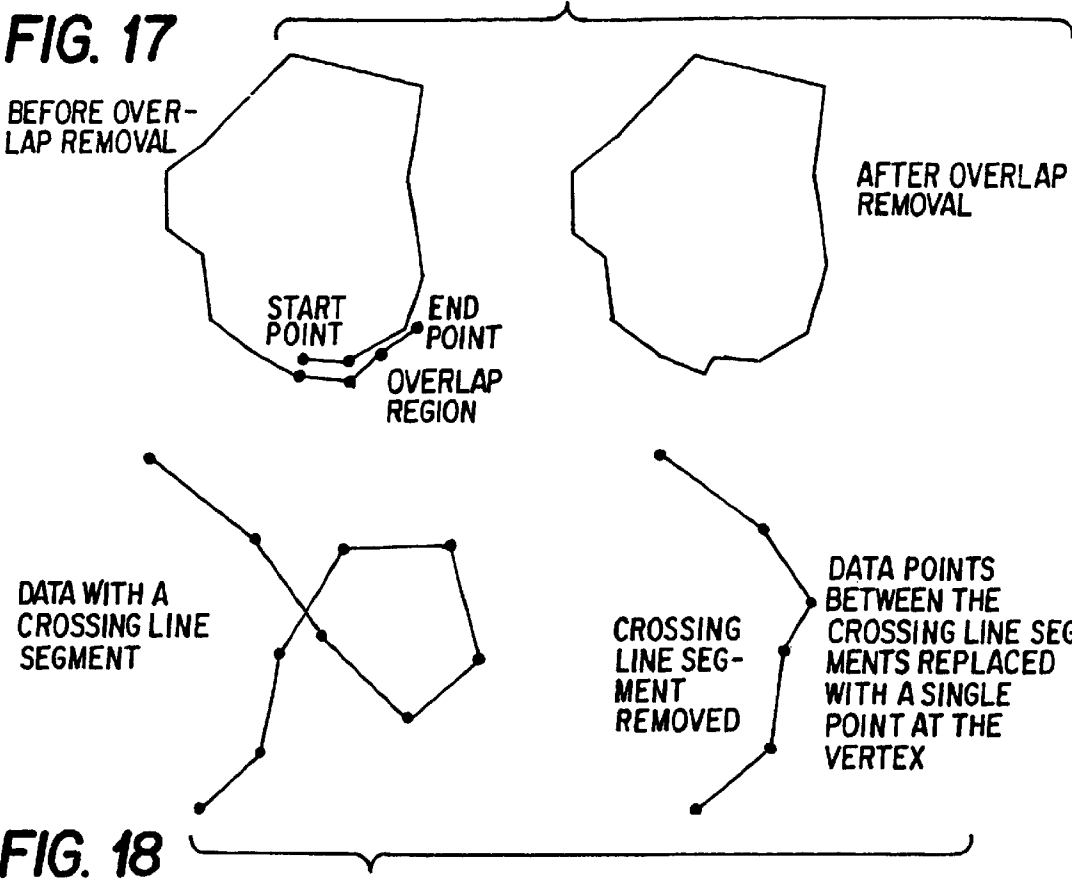 FIG. 17
BEFORE OVER-
LAP REMOVAL
AFTER OVERLAP
REMOVAL
START
POINT
END
POINT
OVERLAP
REGION
DATA WITH A
CROSSING LINE
SEGMENT
CROSSING
LINE SEG-
MENT
REMOVED
DATA POINTS
BETWEEN THE
CROSSING LINE SEG
MENTS REPLACED
WITH A SINGLE
POINT AT THE
VERTEX
FIG. 18